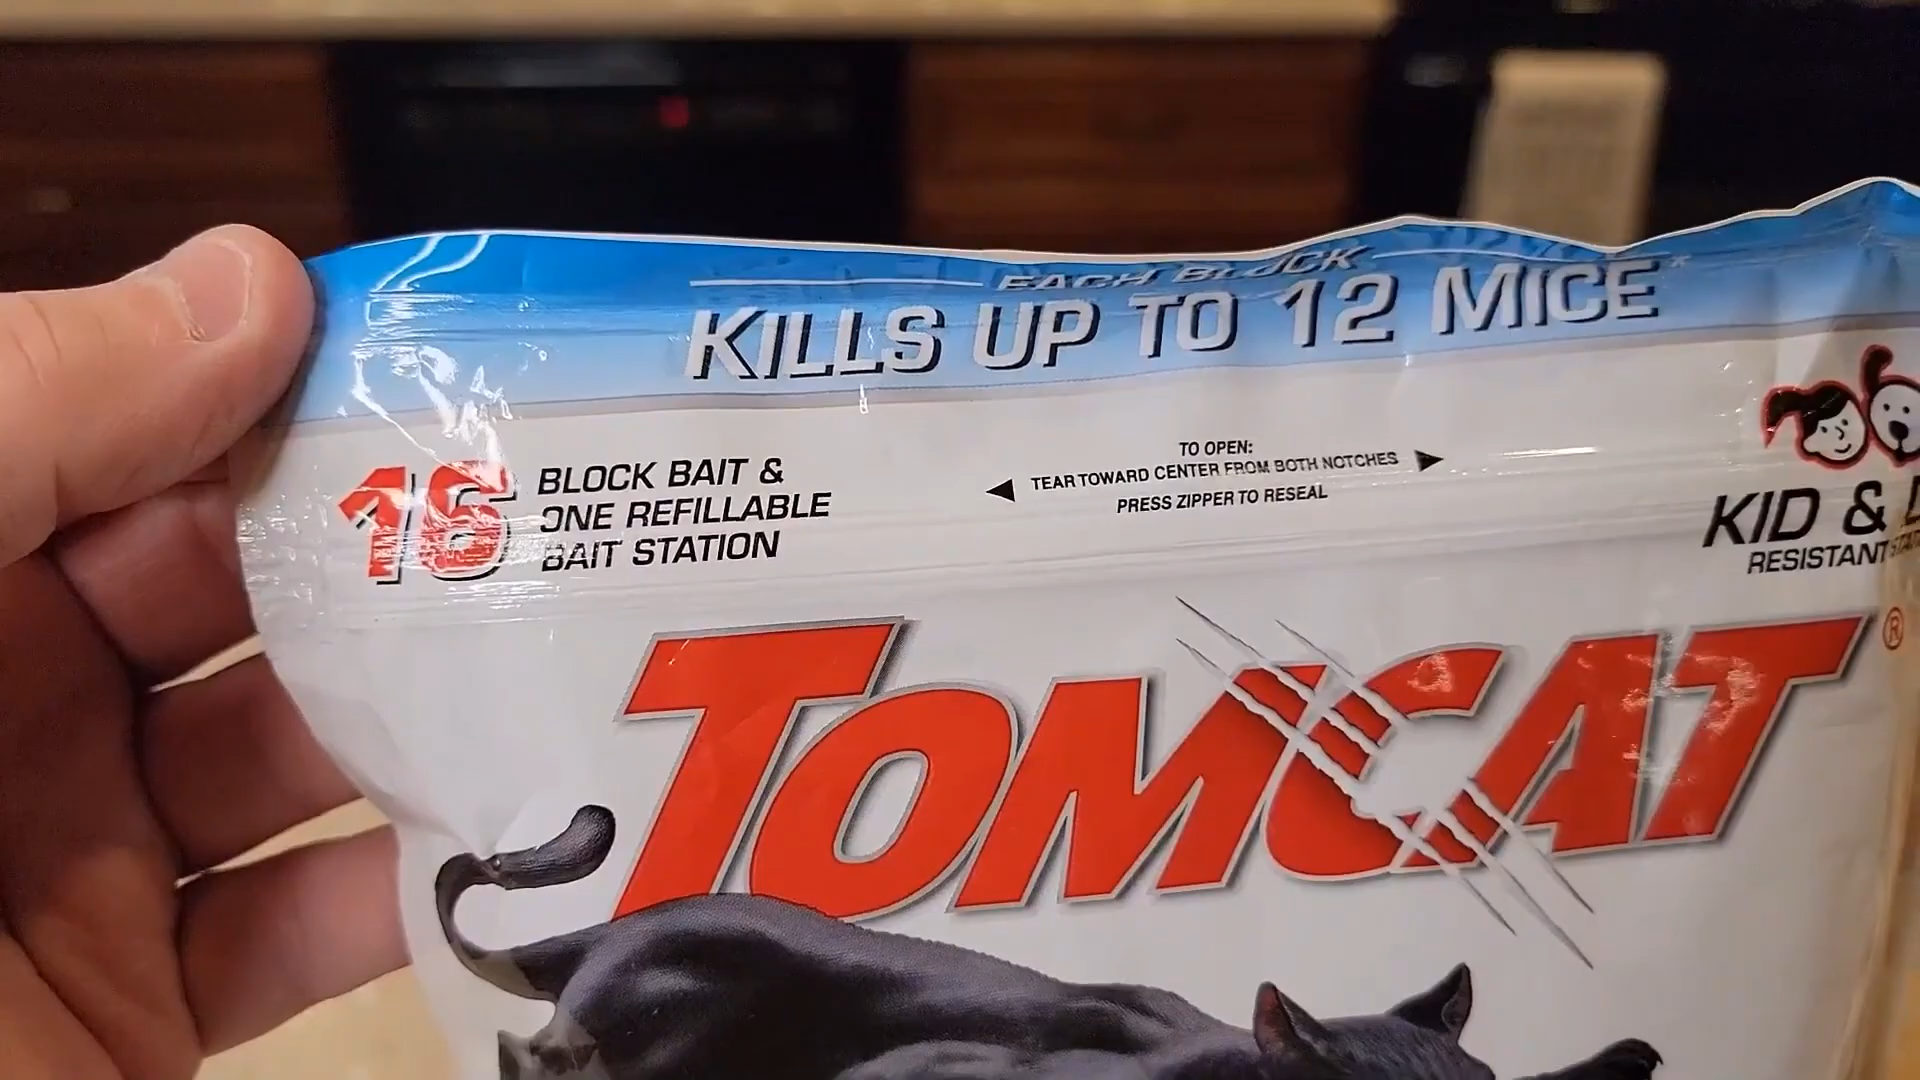 EACH BLOCK
KILLS UP TO 12 MICE*
16
BLOCK BAIT &
ONE REFILLABLE
BAIT STATION
TO OPEN:
TEAR TOWARD CENTER FROM BOTH NOTCHES
PRESS ZIPPER TO RESEAL
KID &
RESISTANT
TOMCAT®